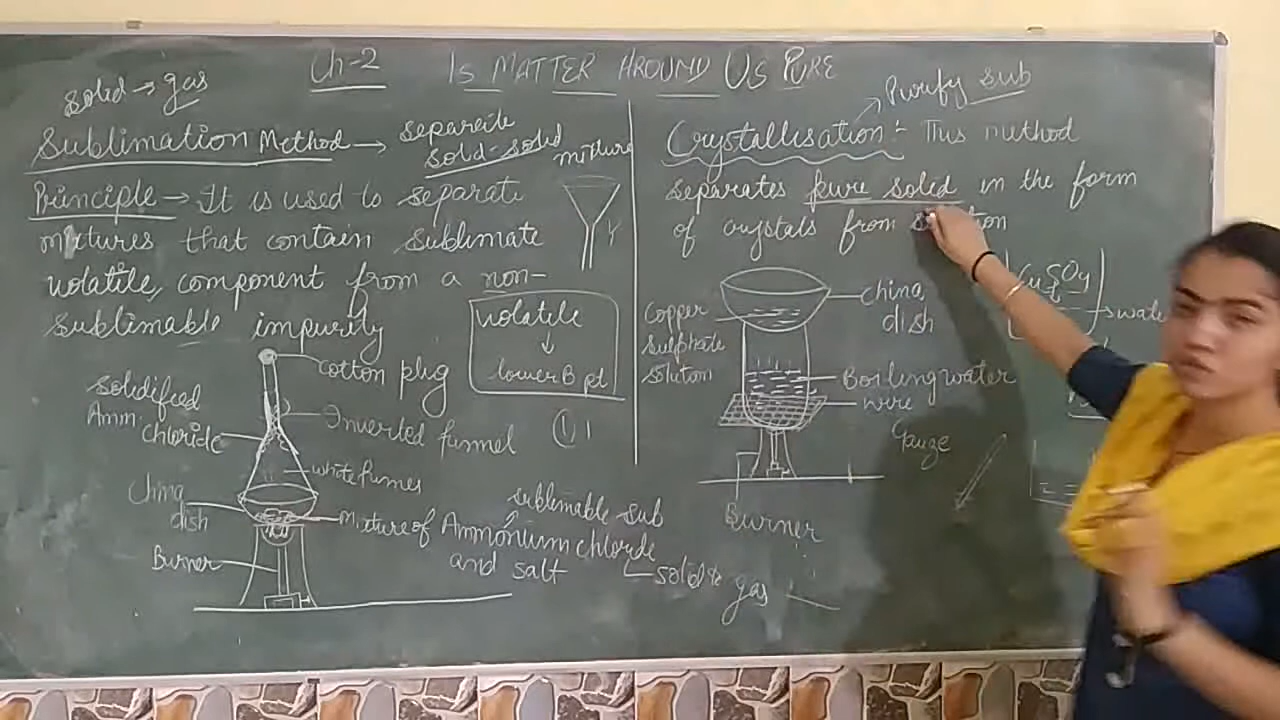 Ch-2 IS MATTER AROUND US PURE
solid → gas
Sublimation Method → separate
solid-solid
mixture
Principle → It is used to separate
mixtures that contain sublimate
volatile, component from a non-
sublimable impurity
volatile
↓
lower B pt
cotton plug
solidified
Amm
chloride
Inverted funnel
white fumes
China
dish
sublimable sub
Mixture of Ammonium chloride
and salt
solid
gas
Burner
Purify sub
Crystallisation :- This method
separates pure solid in the form
of crystals from
China
dish
Copper
sulphate
solution
CuSO4
Boiling water
wire
Gauze
Burner